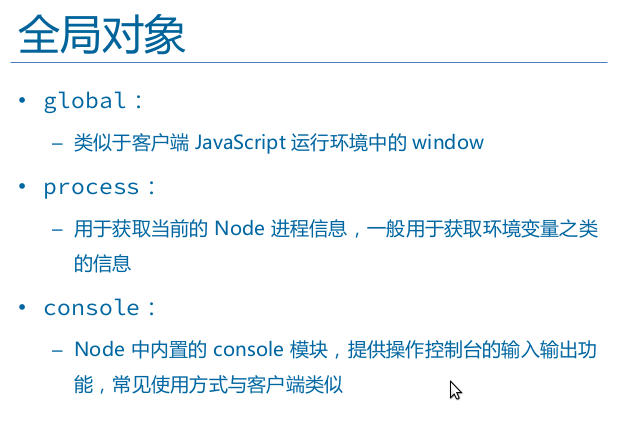 全局对象
• global：
– 类似于客户端 JavaScript 运行环境中的 window
• process：
– 用于获取当前的 Node 进程信息，一般用于获取环境变量之类
的信息
• console：
– Node 中内置的 console 模块，提供操作控制台的输入输出功
能，常见使用方式与客户端类似